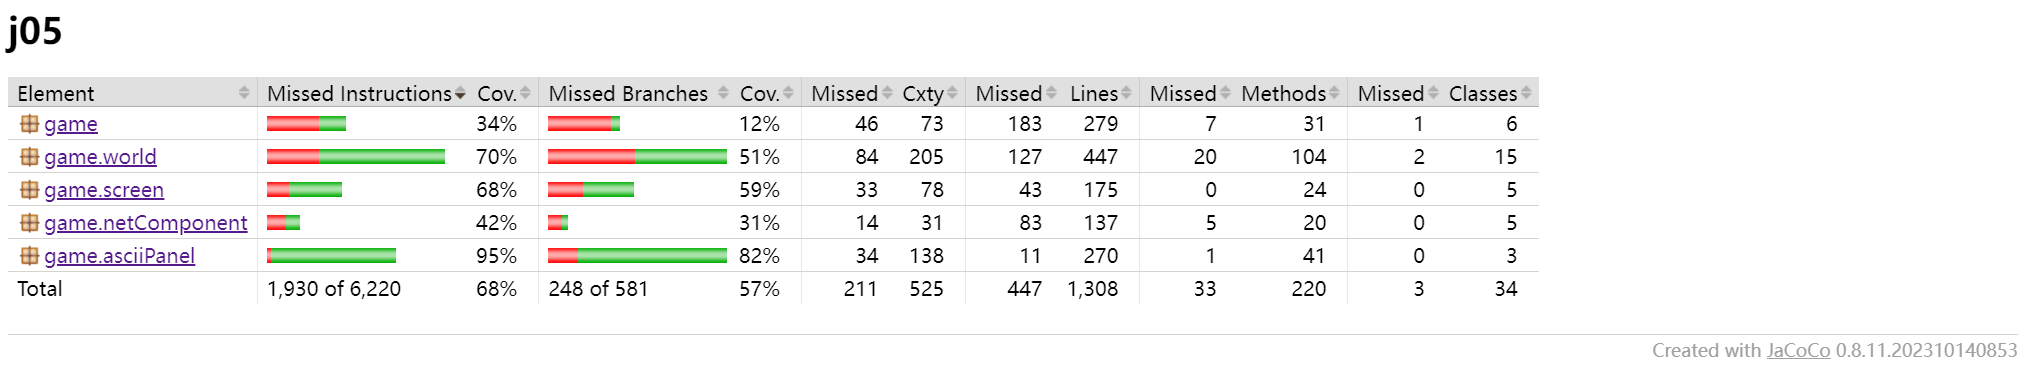 j05
Element Missed Instructions Cov. Missed Branches Cov. Missed Cxty Missed Lines Missed Methods Missed Classes
game 34% 12% 46 73 183 279 7 31 1 6
game.world 70% 51% 84 205 127 447 20 104 2 15
game.screen 68% 59% 33 78 43 175 0 24 0 5
game.netComponent 42% 31% 14 31 83 137 5 20 0 5
game.asciiPanel 95% 82% 34 138 11 270 1 41 0 3
Total 1,930 of 6,220 68% 248 of 581 57% 211 525 447 1,308 33 220 3 34
Created with JaCoCo 0.8.11.202310140853